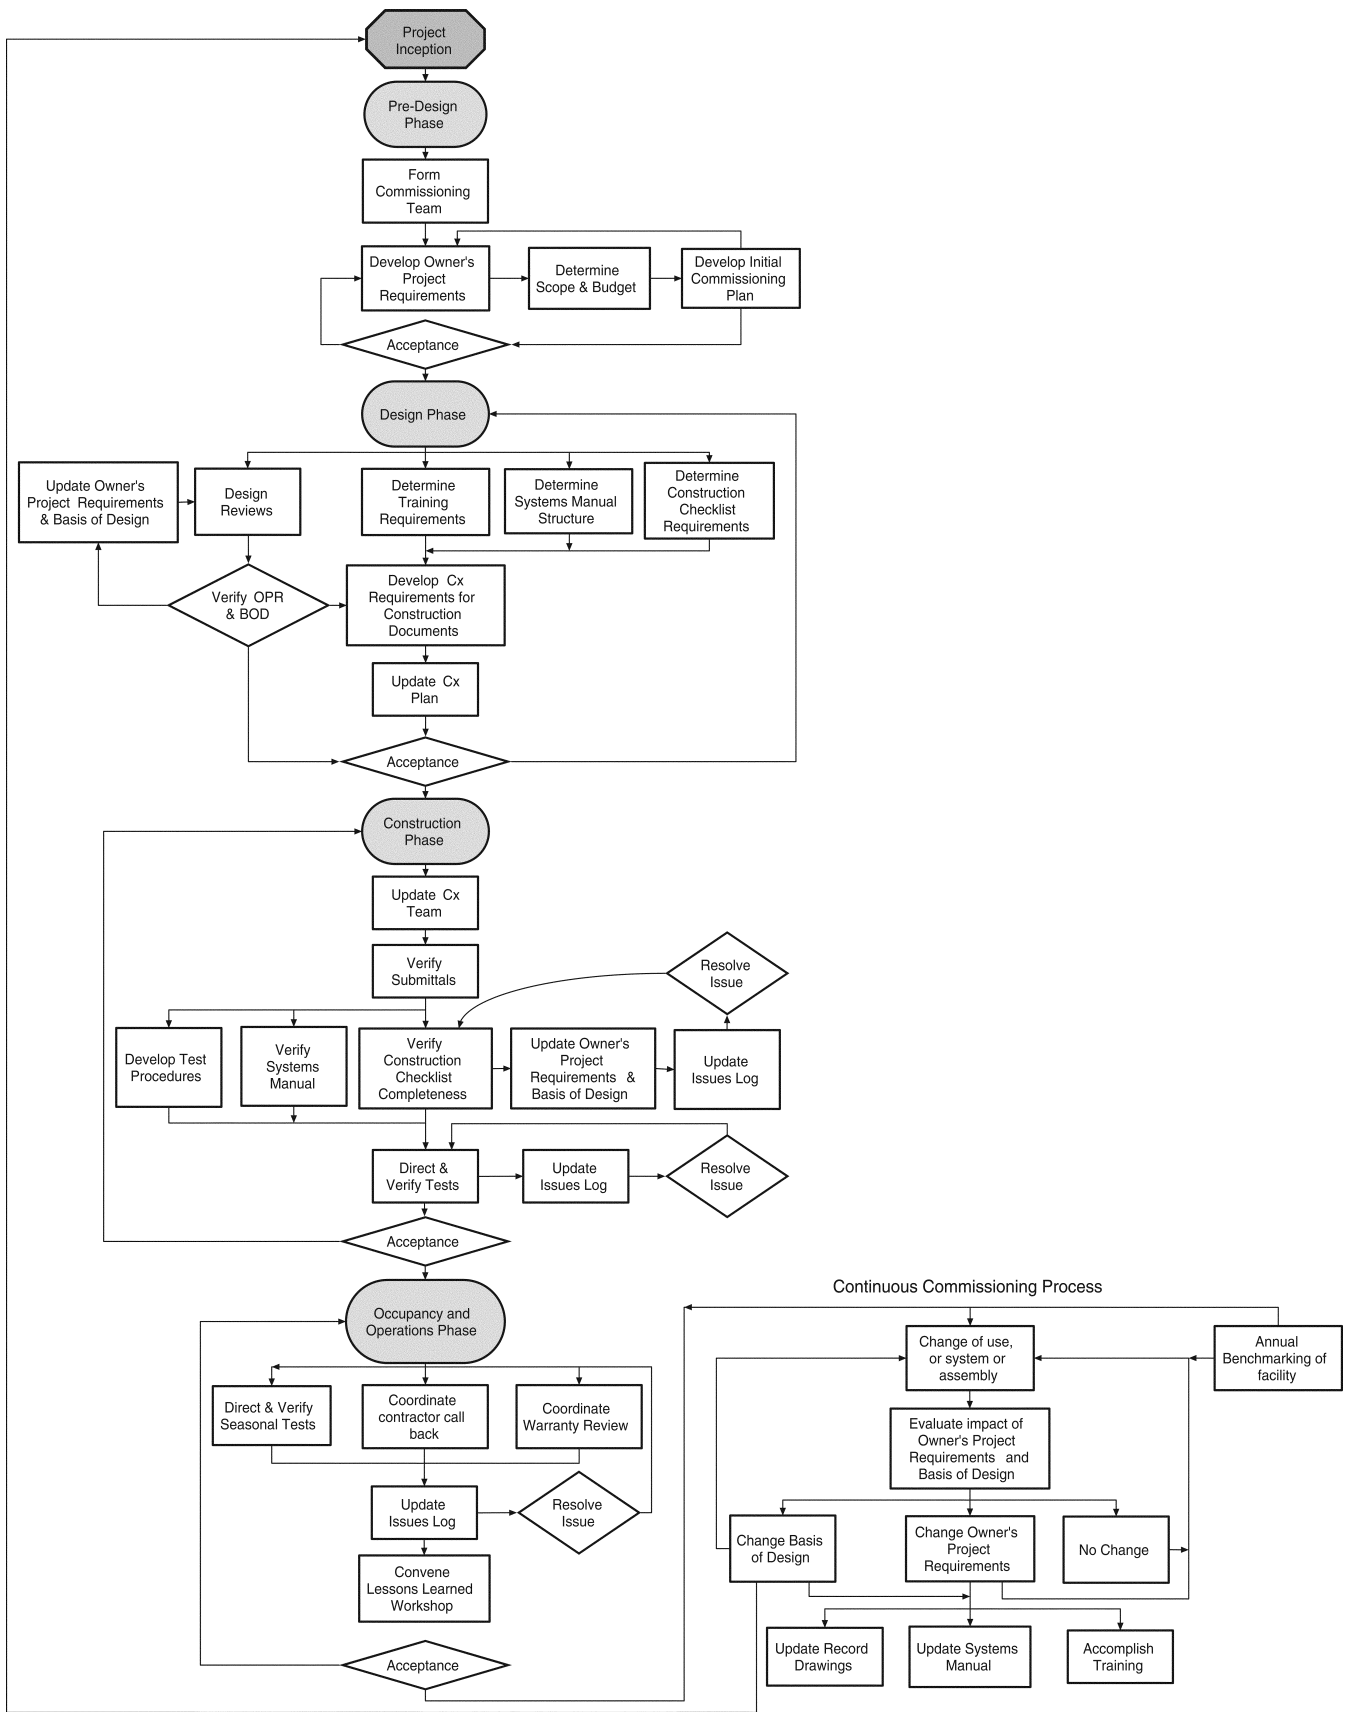 Project
Inception
Pre-Design
Phase
Form
Commissioning
Team
Develop Owner's
Project
Requirements
Determine
Scope & Budget
Develop Initial
Commissioning
Plan
Acceptance
Design Phase
Update Owner's
Project Requirements
& Basis of Design
Design
Reviews
Determine
Training
Requirements
Determine
Systems Manual
Structure
Determine
Construction
Checklist
Requirements
Verify OPR
& BOD
Develop Cx
Requirements for
Construction
Documents
Update Cx
Plan
Acceptance
Construction
Phase
Update Cx
Team
Verify
Submittals
Resolve
Issue
Develop Test
Procedures
Verify
Systems
Manual
Verify
Construction
Checklist
Completeness
Update Owner's
Project
Requirements &
Basis of Design
Update
Issues Log
Direct &
Verify Tests
Update
Issues Log
Resolve
Issue
Acceptance
Occupancy and
Operations Phase
Direct & Verify
Seasonal Tests
Coordinate
contractor call
back
Coordinate
Warranty Review
Update
Issues Log
Resolve
Issue
Convene
Lessons Learned
Workshop
Acceptance
Continuous Commissioning Process
Change of use,
or system or
assembly
Annual
Benchmarking of
facility
Evaluate impact of
Owner's Project
Requirements and
Basis of Design
Change Basis
of Design
Change Owner's
Project
Requirements
No Change
Update Record
Drawings
Update Systems
Manual
Accomplish
Training